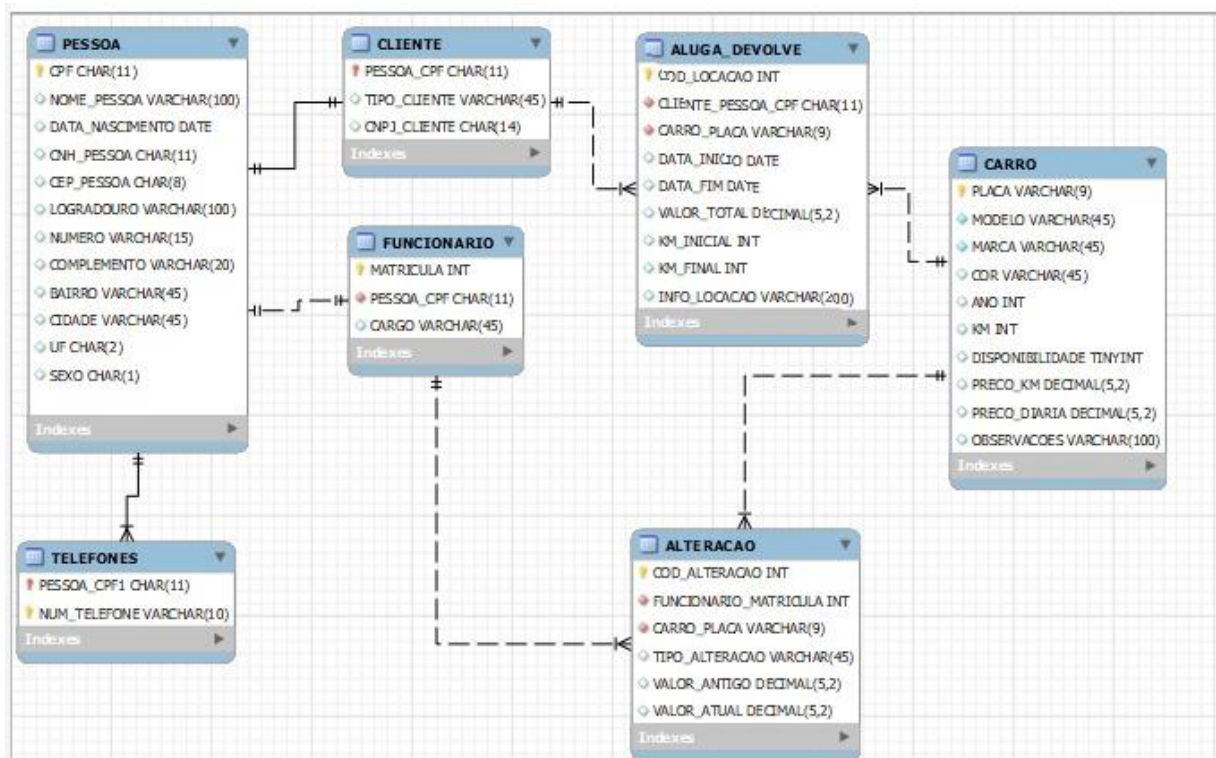 PESSOA
CPF CHAR(11)
NOME_PESSOA VARCHAR(100)
DATA_NASCIMENTO DATE
CNH_PESSOA CHAR(11)
CEP_PESSOA CHAR(8)
LOGRADOURO VARCHAR(100)
NUMERO VARCHAR(15)
COMPLEMENTO VARCHAR(20)
BAIRRO VARCHAR(45)
CIDADE VARCHAR(45)
UF CHAR(2)
SEXO CHAR(1)
Indexes
CLIENTE
PESSOA_CPF CHAR(11)
TIPO_CLIENTE VARCHAR(45)
CNPJ_CLIENTE CHAR(14)
Indexes
FUNCIONARIO
MATRICULA INT
PESSOA_CPF CHAR(11)
CARGO VARCHAR(45)
Indexes
ALUGA_DEVOLVE
COD_LOCACAO INT
CLIENTE_PESSOA_CPF CHAR(11)
CARRO_PLACA VARCHAR(9)
DATA_INICIO DATE
DATA_FIM DATE
VALOR_TOTAL DECIMAL(5,2)
KM_INICIAL INT
KM_FINAL INT
INFO_LOCACAO VARCHAR(200)
Indexes
CARRO
PLACA VARCHAR(9)
MODELO VARCHAR(45)
MARCA VARCHAR(45)
COR VARCHAR(45)
ANO INT
KM INT
DISPONIBILIDADE TINYINT
PRECO_KM DECIMAL(5,2)
PRECO_DIARIA DECIMAL(5,2)
OBSERVACOES VARCHAR(100)
Indexes
TELEFONES
PESSOA_CPF1 CHAR(11)
NUM_TELEFONE VARCHAR(10)
Indexes
ALTERACAO
COD_ALTERACAO INT
FUNCIONARIO_MATRICULA INT
CARRO_PLACA VARCHAR(9)
TIPO_ALTERACAO VARCHAR(45)
VALOR_ANTIGO DECIMAL(5,2)
VALOR_ATUAL DECIMAL(5,2)
Indexes